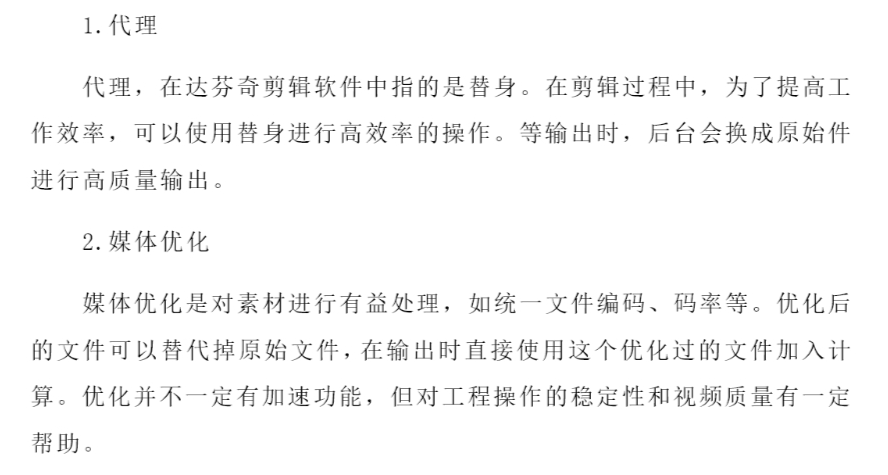 1.代理
代理，在达芬奇剪辑软件中指的是替身。在剪辑过程中，为了提高工
作效率，可以使用替身进行高效率的操作。等输出时，后台会换成原始件
进行高质量输出。
2.媒体优化
媒体优化是对素材进行有益处理，如统一文件编码、码率等。优化后
的文件可以替代掉原始文件，在输出时直接使用这个优化过的文件加入计
算。优化并不一定有加速功能，但对工程操作的稳定性和视频质量有一定
帮助。